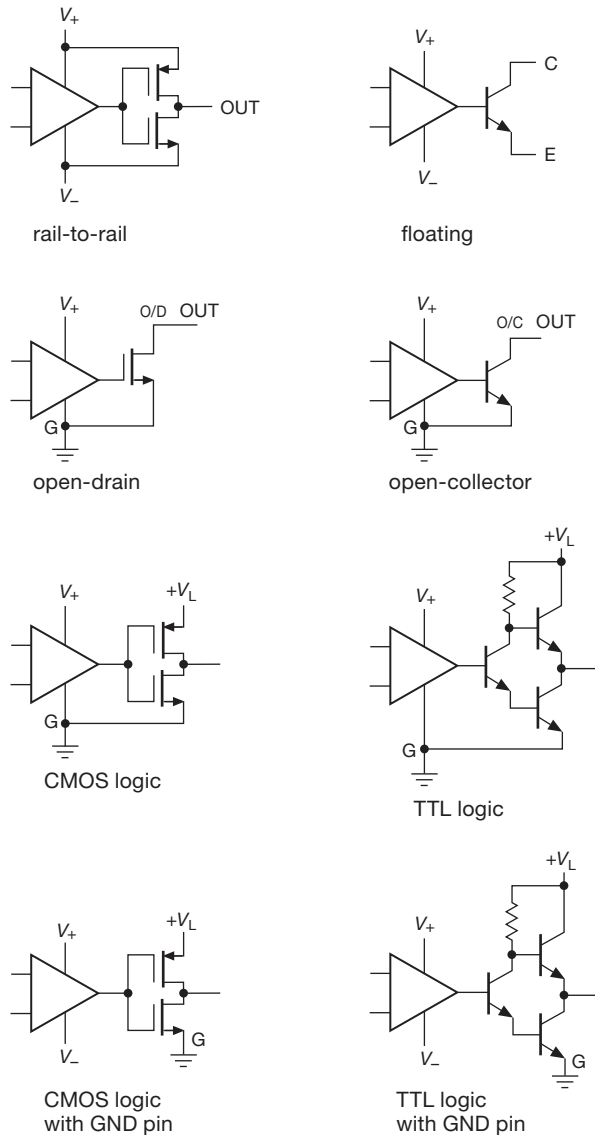 V+
OUT
V−
rail-to-rail
V+
C
E
V−
floating
V+
O/D OUT
G
open-drain
V+
O/C OUT
G
open-collector
V+
+VL
G
CMOS logic
+VL
V+
G
TTL logic
V+
+VL
V−
G
CMOS logic
with GND pin
+VL
V+
V−
G
TTL logic
with GND pin